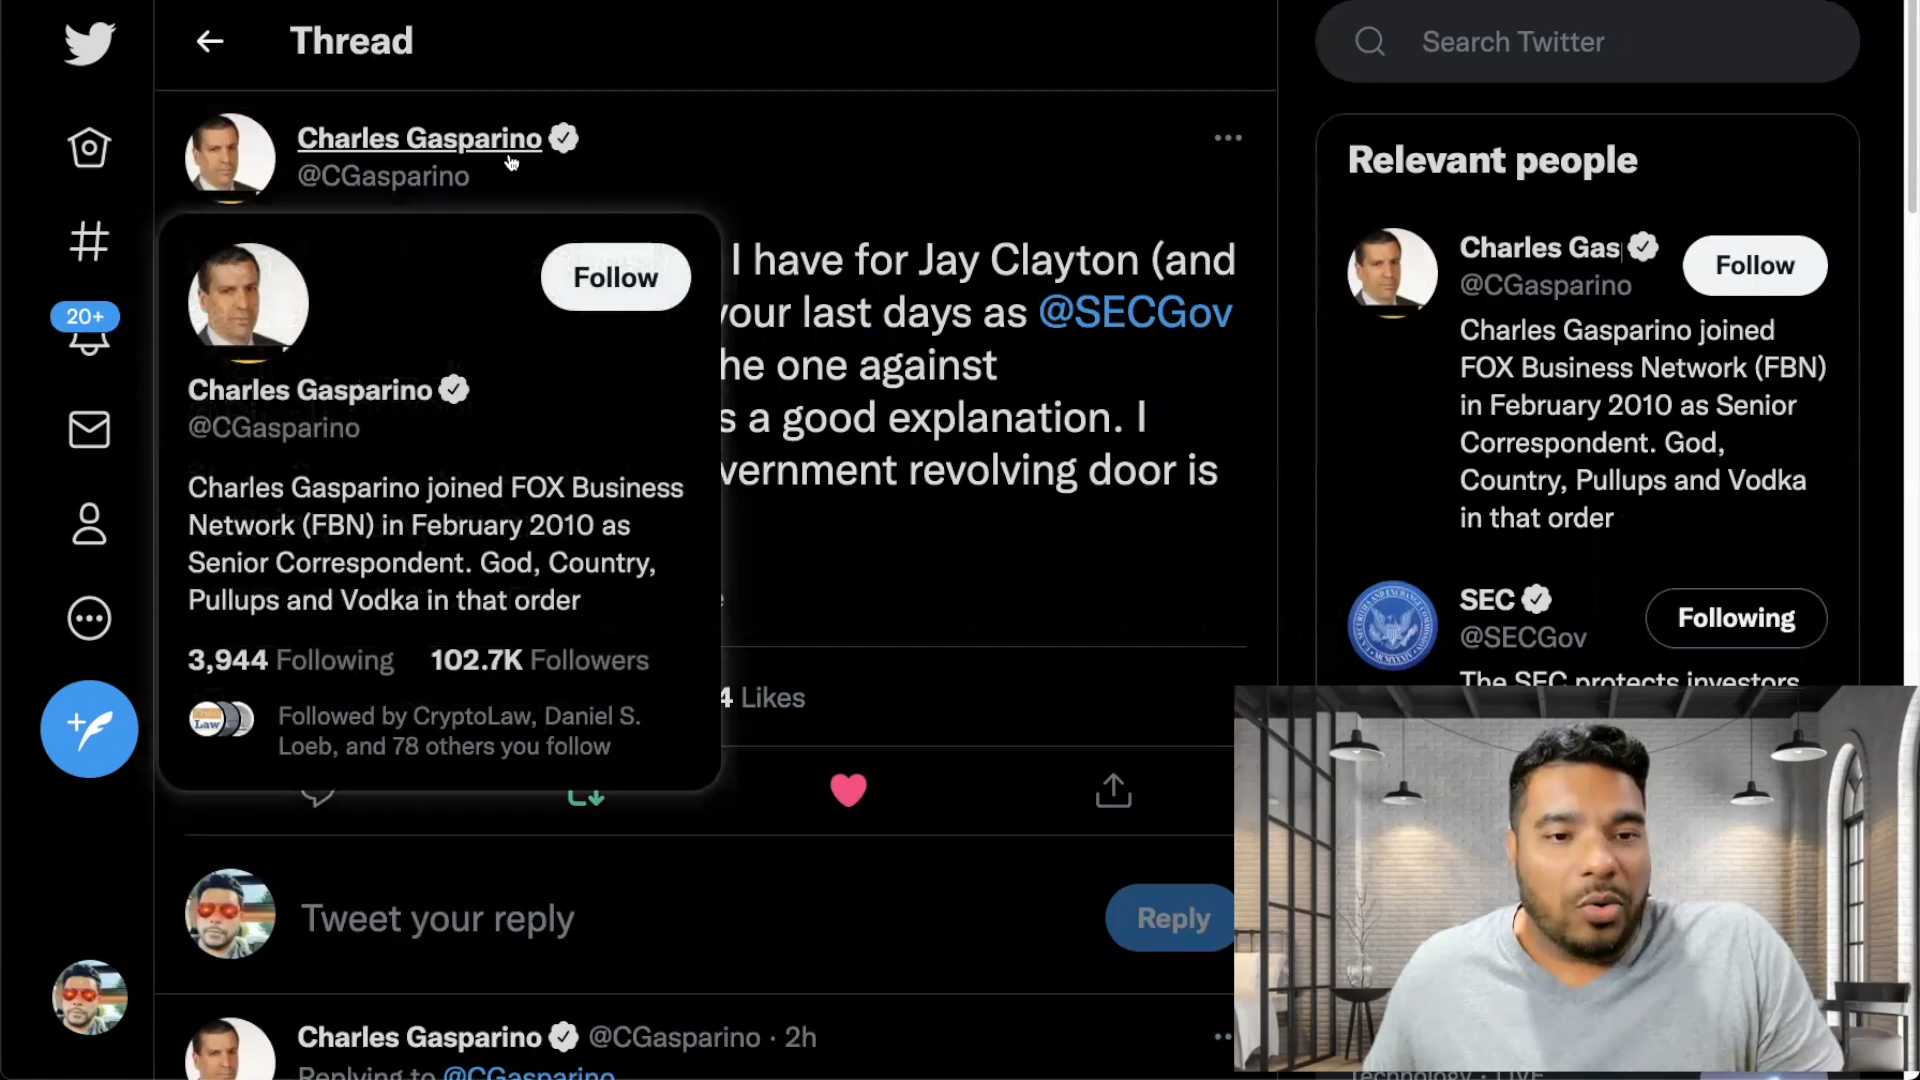 Thread
Search Twitter
Charles Gasparino
@CGasparino
Follow
Charles Gasparino
@CGasparino
Charles Gasparino joined FOX Business
Network (FBN) in February 2010 as
Senior Correspondent. God, Country,
Pullups and Vodka in that order
3,944 Following 102.7K Followers
Law
Followed by CryptoLaw, Daniel S.
Loeb, and 78 others you follow
20+
I have for Jay Clayton (and
your last days as @SECGov
he one against
s a good explanation. I
vernment revolving door is
4 Likes
Tweet your reply
Reply
Charles Gasparino @CGasparino · 2h
Replying to @CGasparino
Relevant people
Charles Gas
@CGasparino
Follow
Charles Gasparino joined
FOX Business Network (FBN)
in February 2010 as Senior
Correspondent. God,
Country, Pullups and Vodka
in that order
SEC
@SECGov
Following
The SEC protects investors
Technology · LIVE